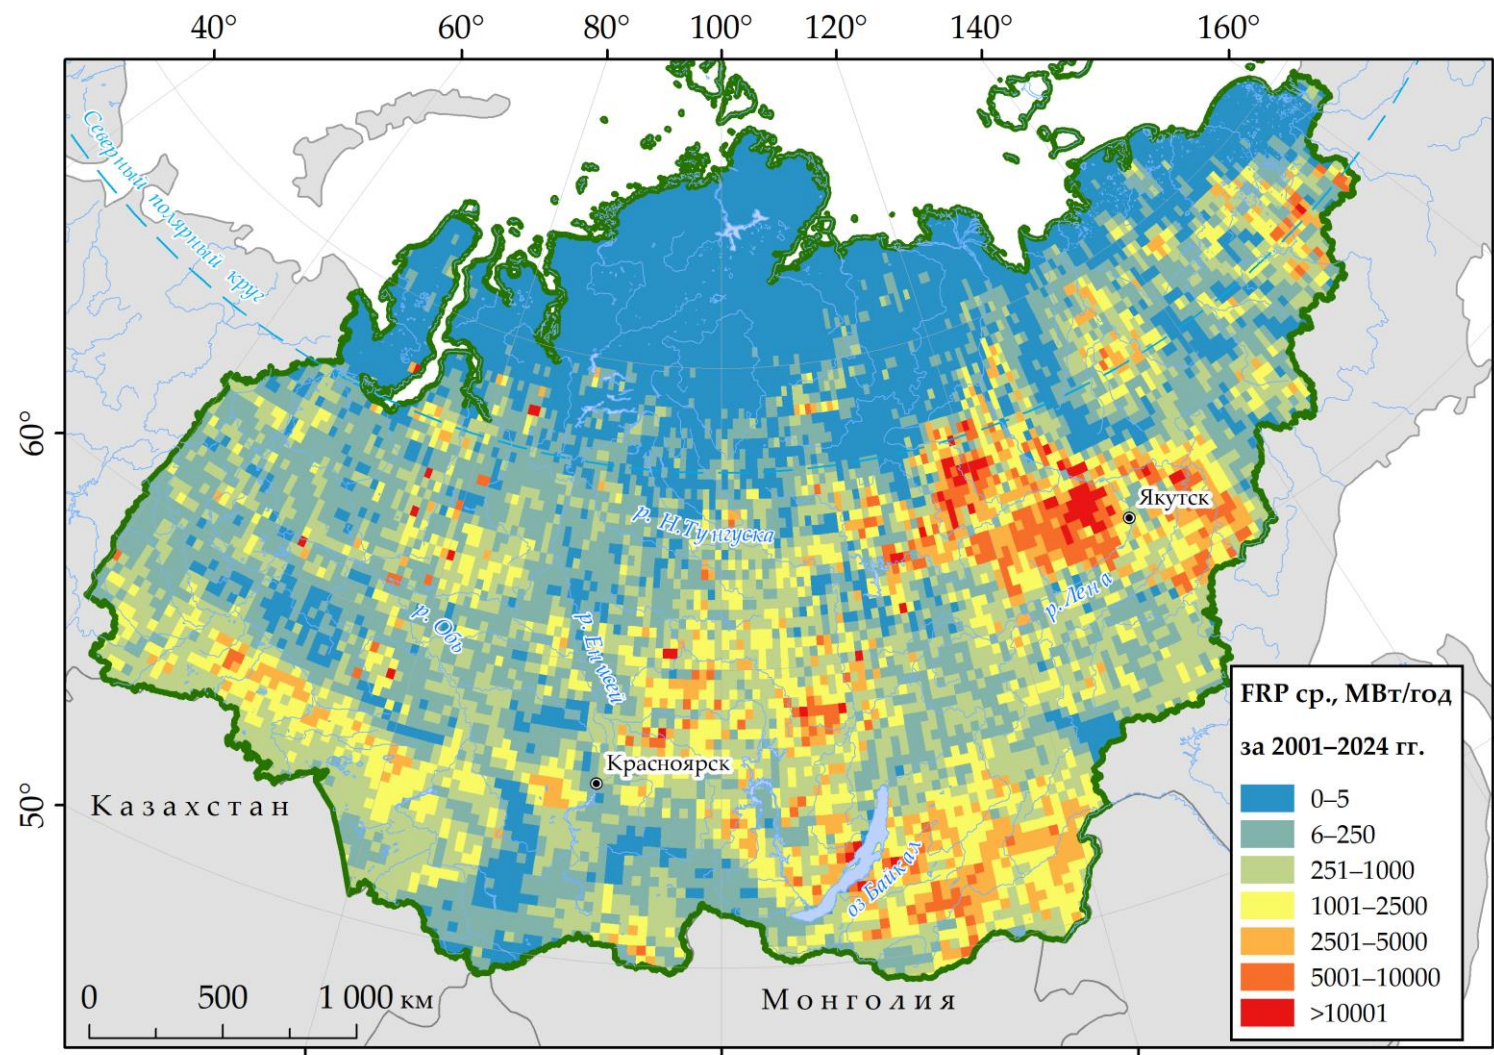 40°
60°
80°
100°
120°
140°
160°
Северный полярный круг
60°
50°
р. Н.Тунгуска
Якутск
р. Лена
р. Обь
р. Енисей
Красноярск
оз Байкал
Казахстан
Монголия
0 500 1 000 км
FRP ср., МВт/год
за 2001–2024 гг.
0–5
6–250
251–1000
1001–2500
2501–5000
5001–10000
>10001